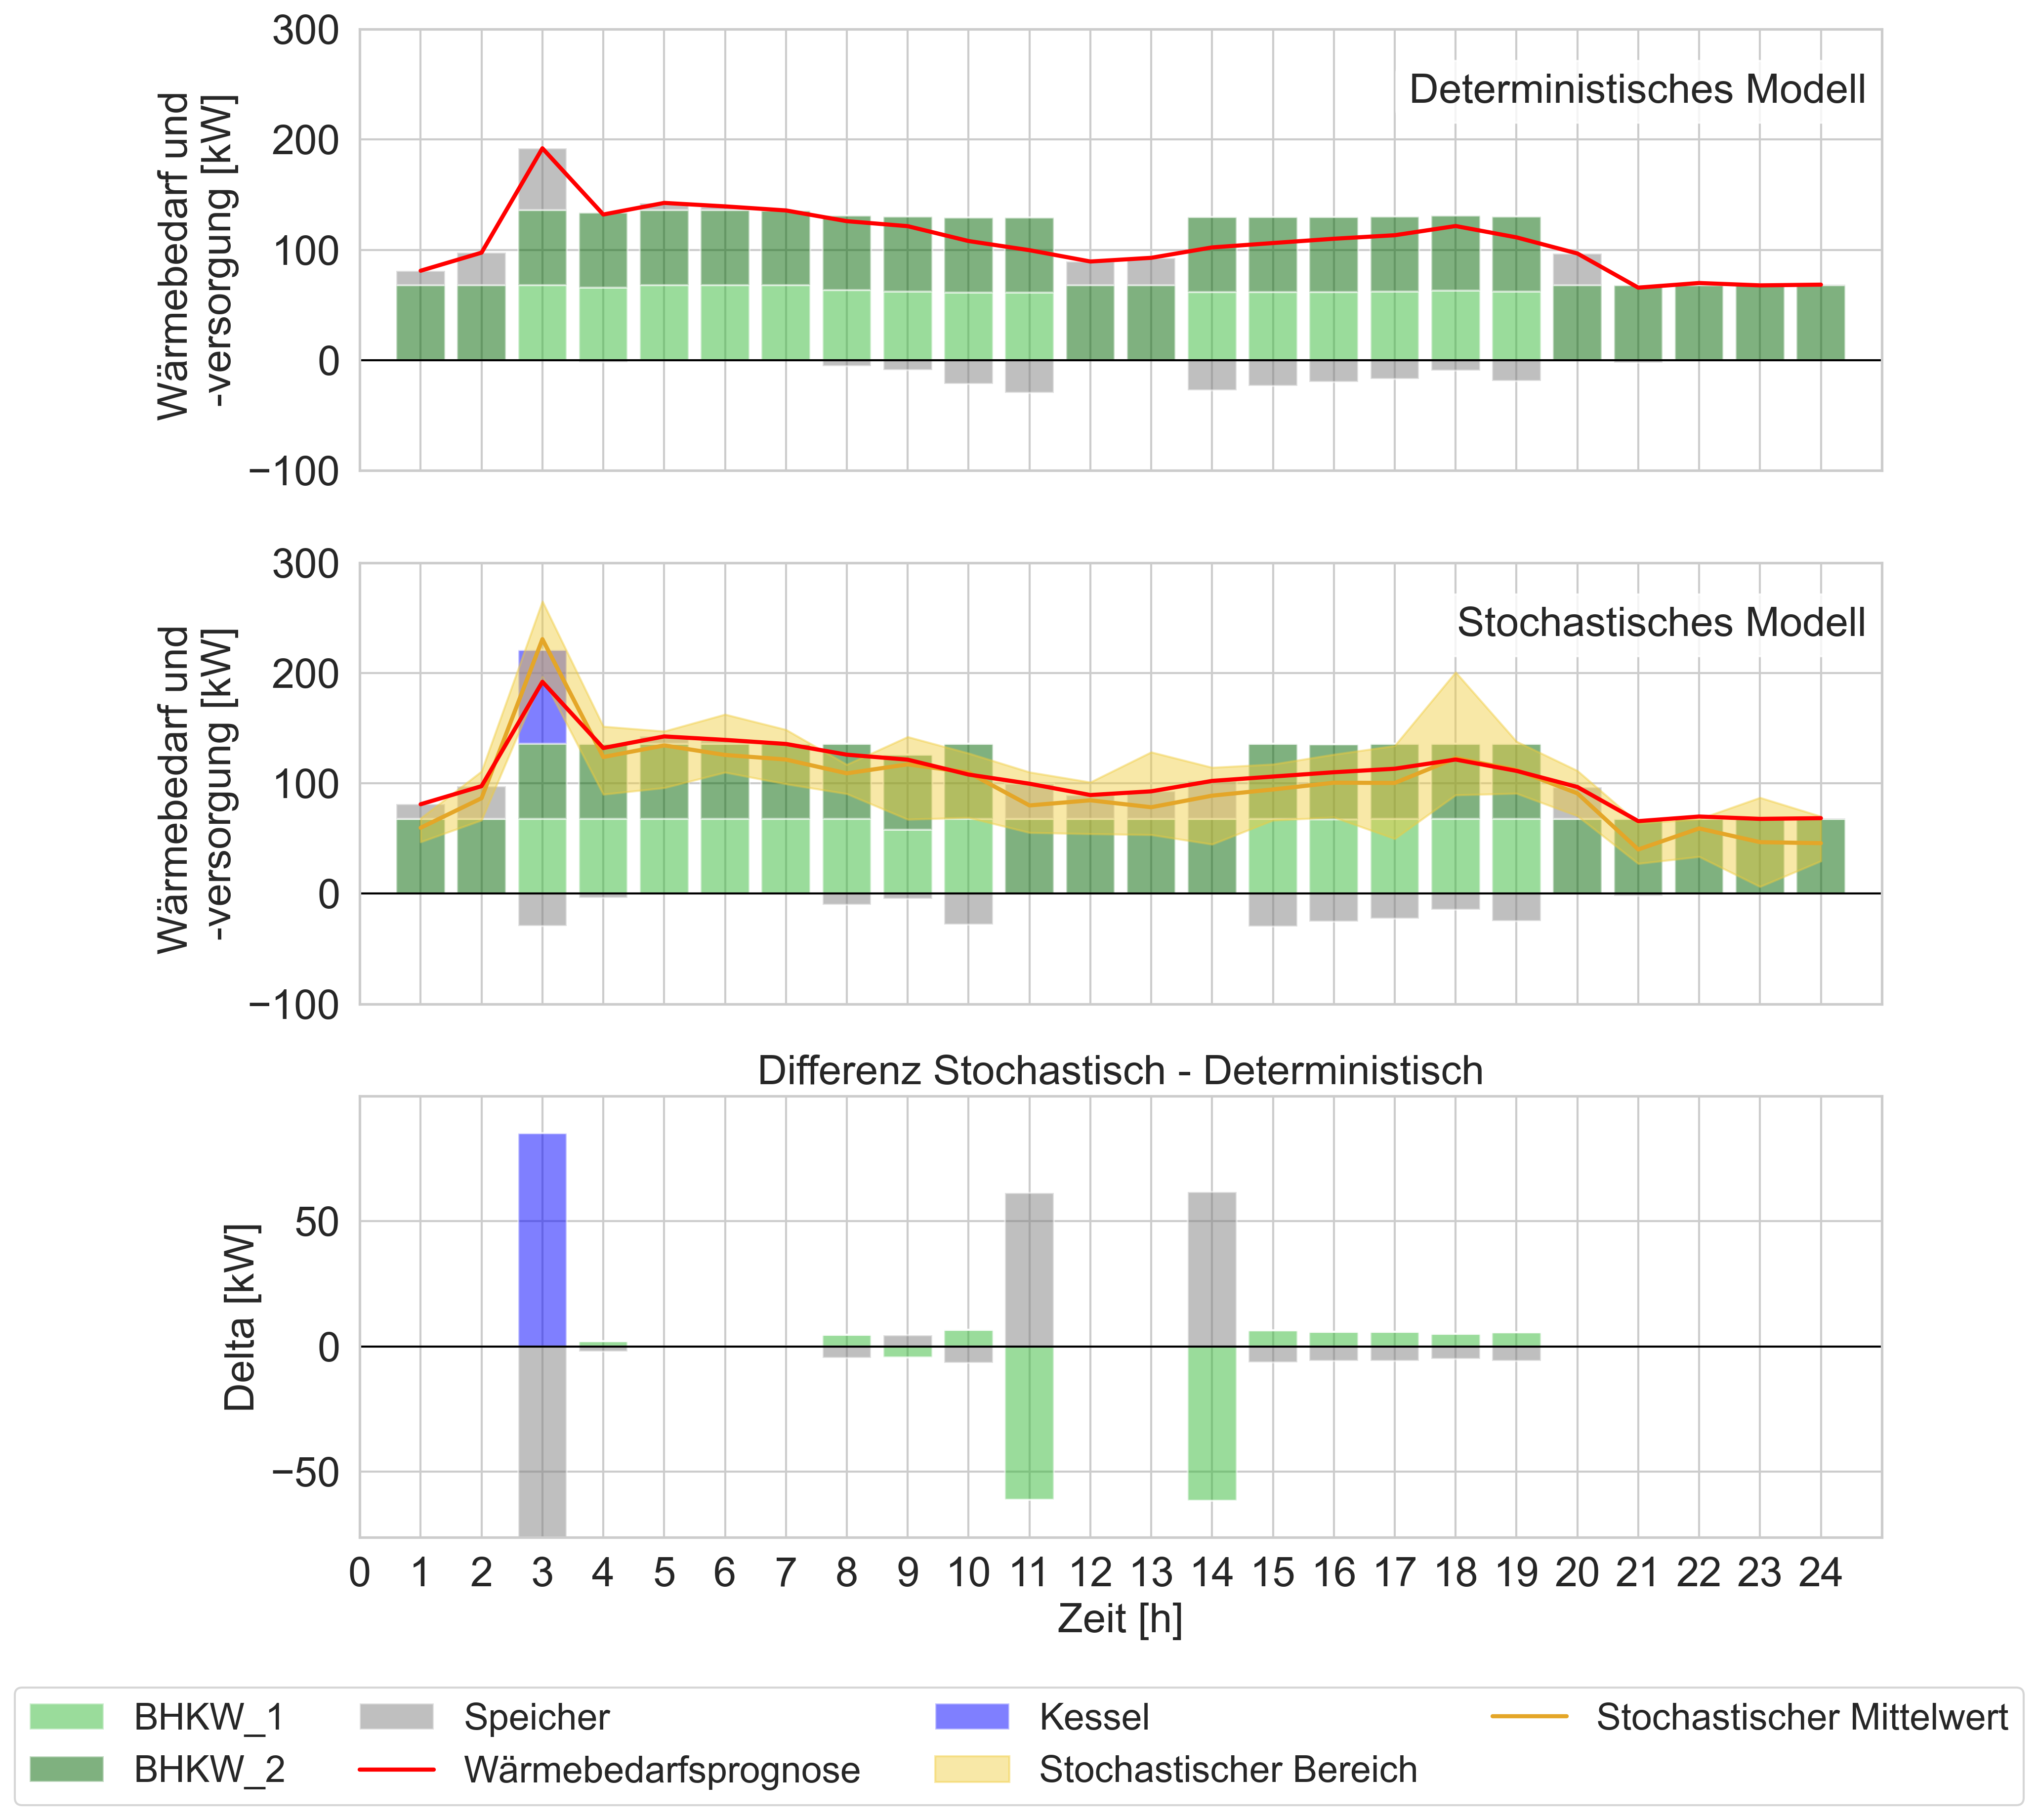 300
200
100
0
−100
Wärmebedarf und
-versorgung [kW]
Deterministisches Modell
300
200
100
0
−100
Wärmebedarf und
-versorgung [kW]
Stochastisches Modell
Differenz Stochastisch - Deterministisch
50
0
−50
Delta [kW]
0 1 2 3 4 5 6 7 8 9 10 11 12 13 14 15 16 17 18 19 20 21 22 23 24
Zeit [h]
BHKW_1
BHKW_2
Speicher
Wärmebedarfsprognose
Kessel
Stochastischer Bereich
Stochastischer Mittelwert